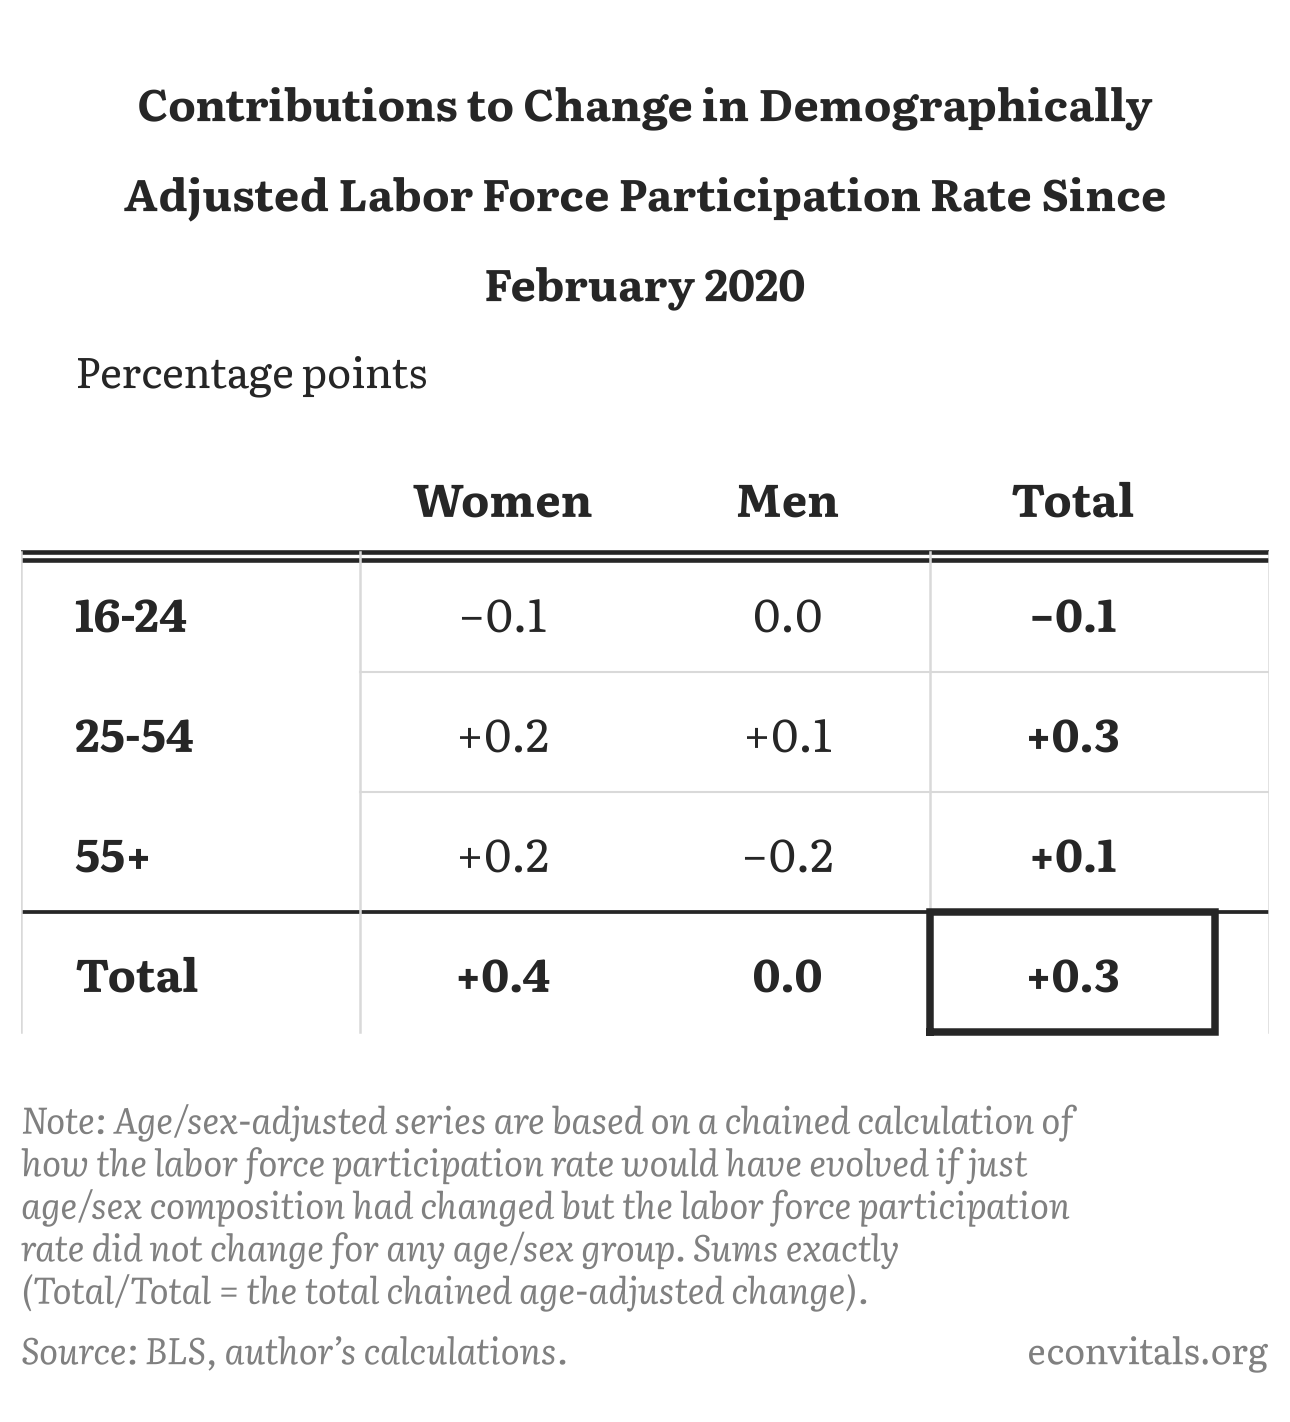 Contributions to Change in Demographically
Adjusted Labor Force Participation Rate Since
February 2020
Percentage points
Women Men Total
16-24 −0.1 0.0 −0.1
25-54 +0.2 +0.1 +0.3
55+ +0.2 −0.2 +0.1
Total +0.4 0.0 +0.3
Note: Age/sex-adjusted series are based on a chained calculation of
how the labor force participation rate would have evolved if just
age/sex composition had changed but the labor force participation
rate did not change for any age/sex group. Sums exactly
(Total/Total = the total chained age-adjusted change).
Source: BLS, author’s calculations. econvitals.org